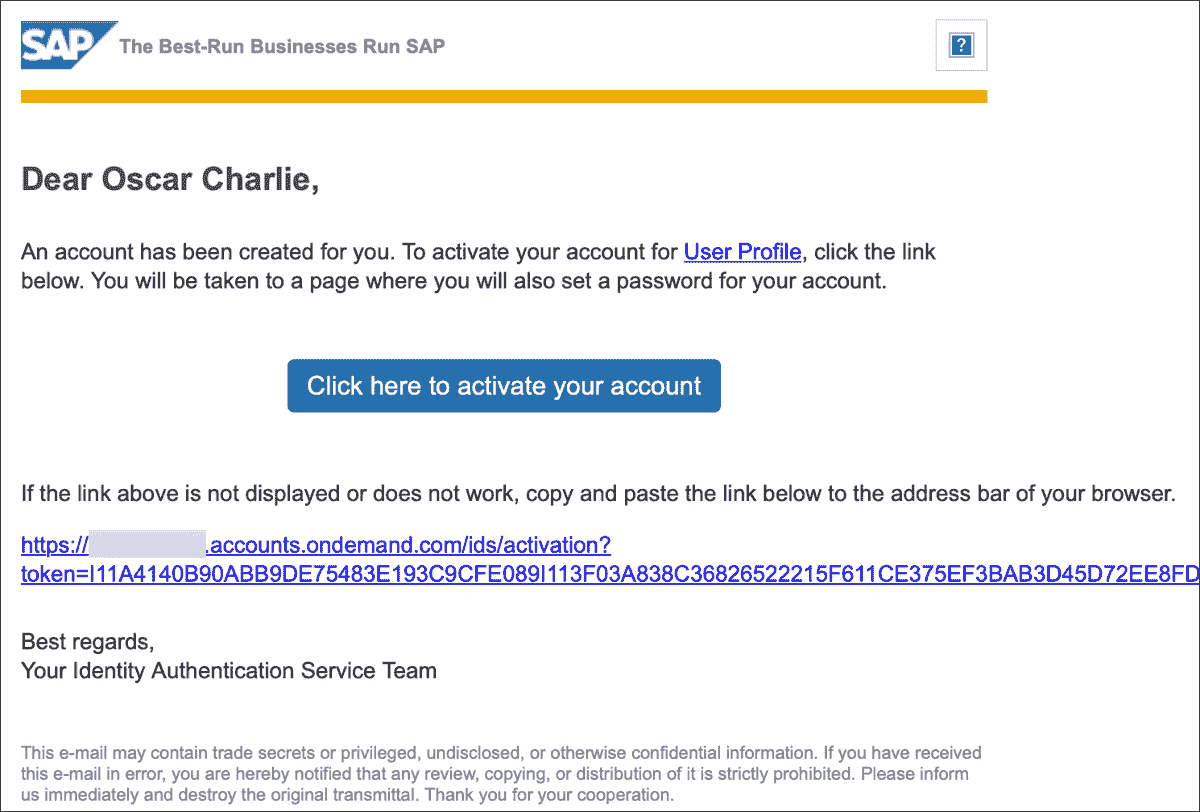 SAP The Best-Run Businesses Run SAP
?
Dear Oscar Charlie,
An account has been created for you. To activate your account for User Profile, click the link
below. You will be taken to a page where you will also set a password for your account.
Click here to activate your account
If the link above is not displayed or does not work, copy and paste the link below to the address bar of your browser.
https://.accounts.ondemand.com/ids/activation?
token=I11A4140B90ABB9DE75483E193C9CFE089I113F03A838C36826522215F611CE375EF3BAB3D45D72EE8FD
Best regards,
Your Identity Authentication Service Team
This e-mail may contain trade secrets or privileged, undisclosed, or otherwise confidential information. If you have received
this e-mail in error, you are hereby notified that any review, copying, or distribution of it is strictly prohibited. Please inform
us immediately and destroy the original transmittal. Thank you for your cooperation.